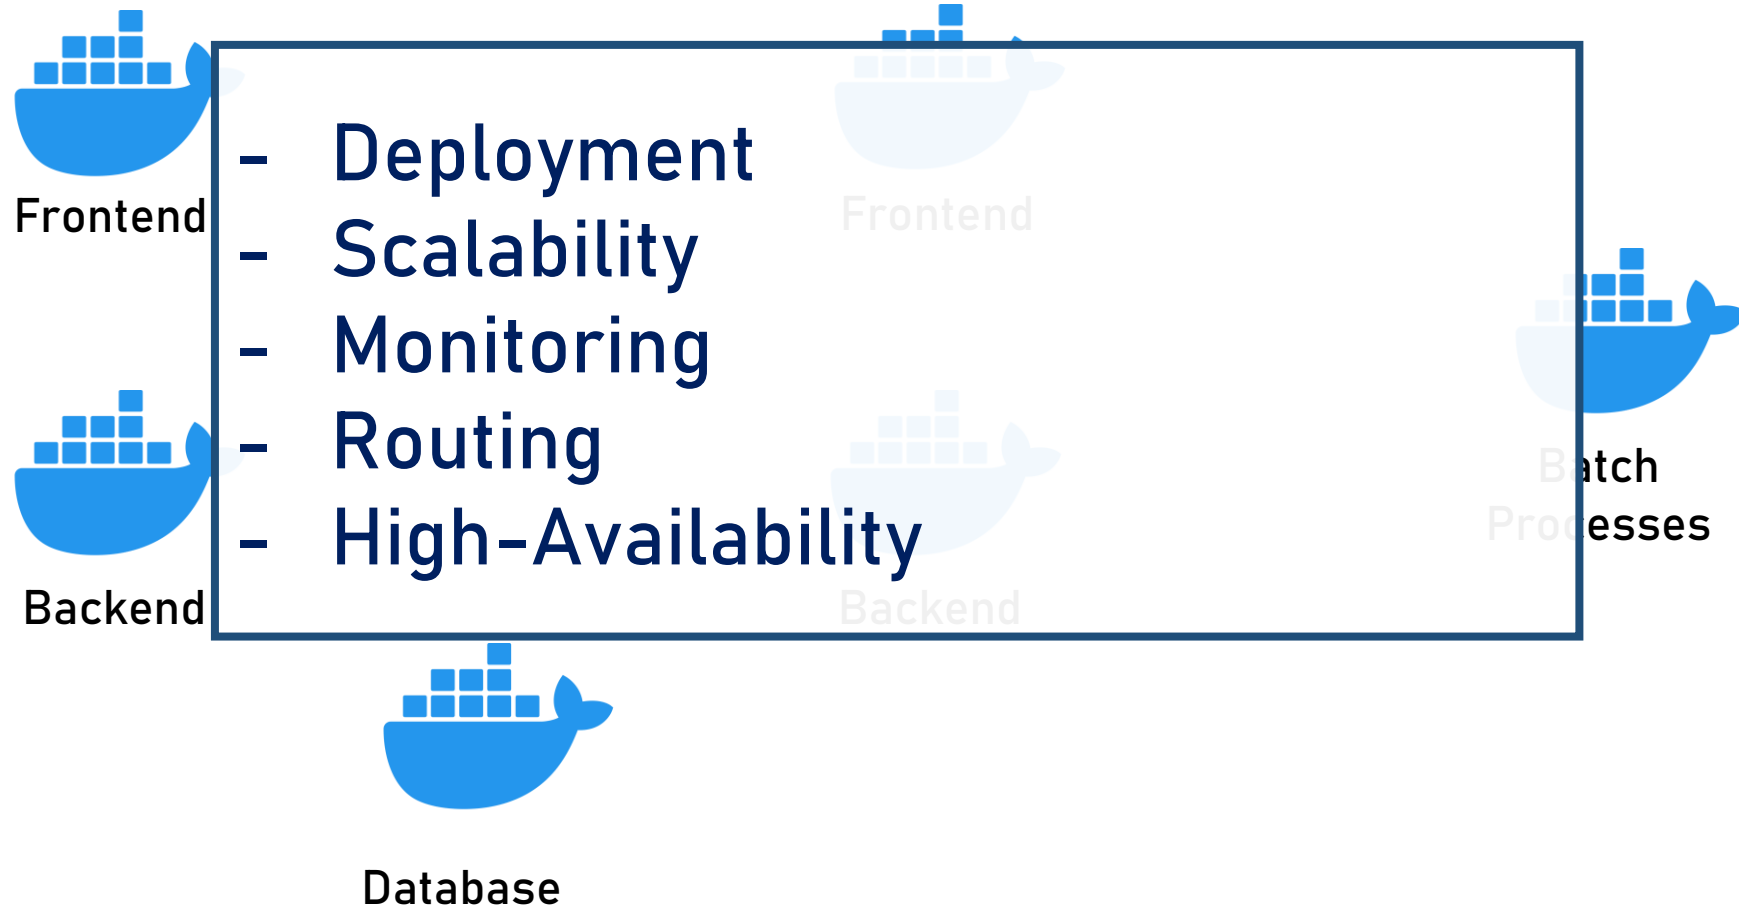 Frontend
Frontend
- Deployment
- Scalability
- Monitoring
- Routing
- High-Availability
Batch
Processes
Backend
Backend
Database